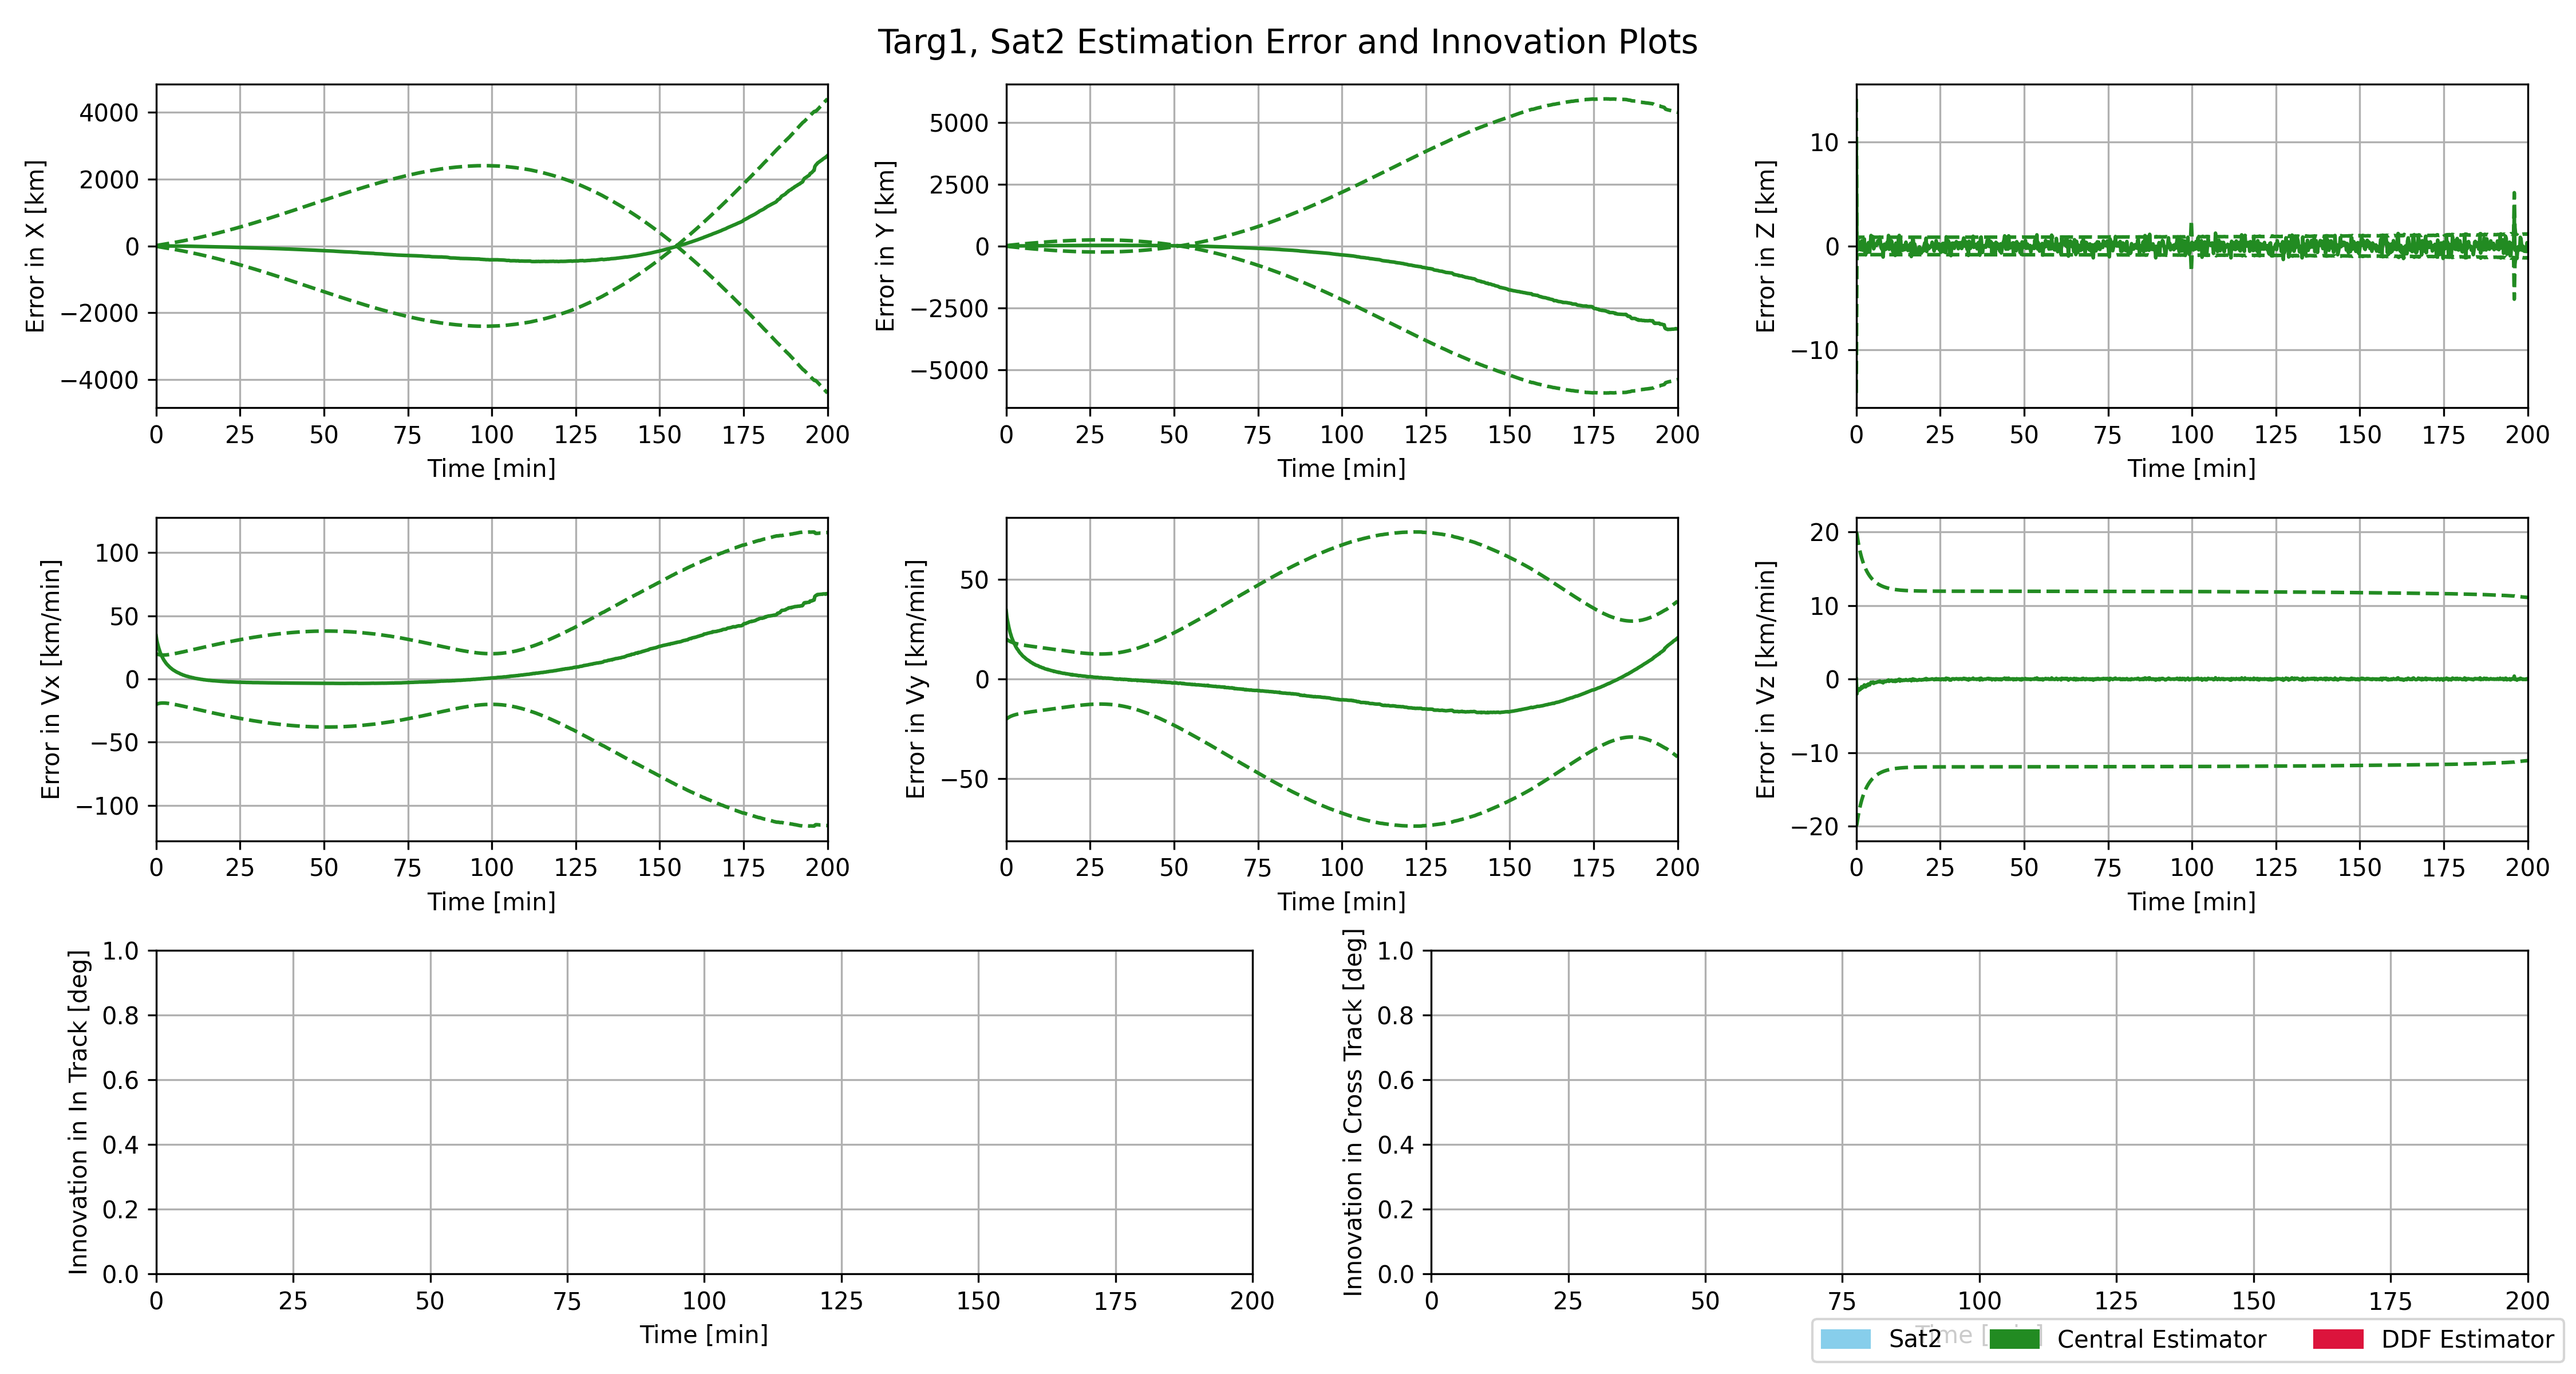 Targ1, Sat2 Estimation Error and Innovation Plots
Error in X [km]
4000
2000
0
−2000
−4000
0 25 50 75 100 125 150 175 200
Time [min]
Error in Y [km]
5000
2500
0
−2500
−5000
0 25 50 75 100 125 150 175 200
Time [min]
Error in Z [km]
10
0
−10
0 25 50 75 100 125 150 175 200
Time [min]
Error in Vx [km/min]
100
50
0
−50
−100
0 25 50 75 100 125 150 175 200
Time [min]
Error in Vy [km/min]
50
0
−50
0 25 50 75 100 125 150 175 200
Time [min]
Error in Vz [km/min]
20
10
0
−10
−20
0 25 50 75 100 125 150 175 200
Time [min]
Innovation in In Track [deg]
1.0
0.8
0.6
0.4
0.2
0.0
0 25 50 75 100 125 150 175 200
Time [min]
Innovation in Cross Track [deg]
1.0
0.8
0.6
0.4
0.2
0.0
0 25 50 75 100 125 150 175 200
Sat2 Central Estimator DDF Estimator